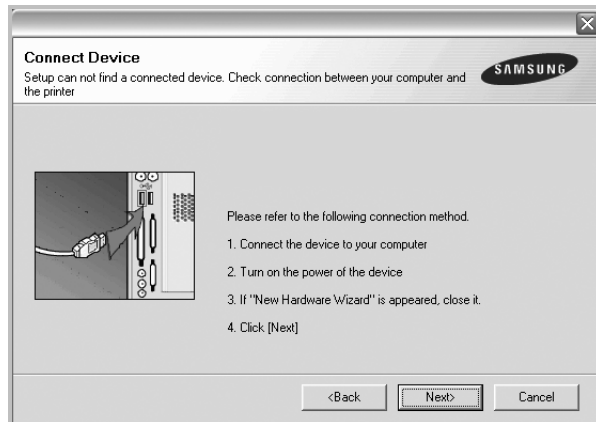 Connect Device
Setup can not find a connected device. Check connection between your computer and
the printer
SAMSUNG
Please refer to the following connection method.
1. Connect the device to your computer
2. Turn on the power of the device
3. If "New Hardware Wizard" is appeared, close it.
4. Click [Next]
<Back
Next>
Cancel